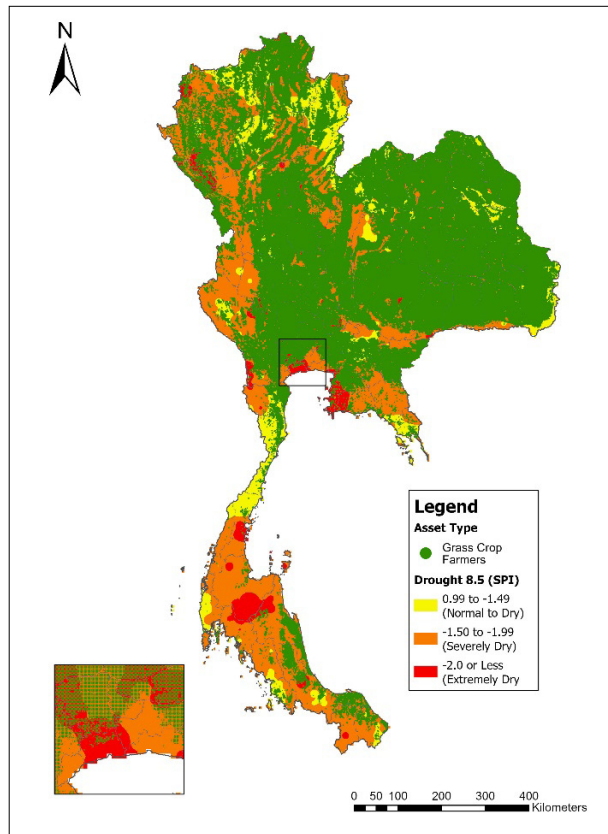 N
Legend
Asset Type
Grass Crop
Farmers
Drought 8.5 (SPI)
0.99 to -1.49
(Normal to Dry)
-1.50 to -1.99
(Severely Dry)
-2.0 or Less
(Extremely Dry
0 50 100 200 300 400
Kilometers